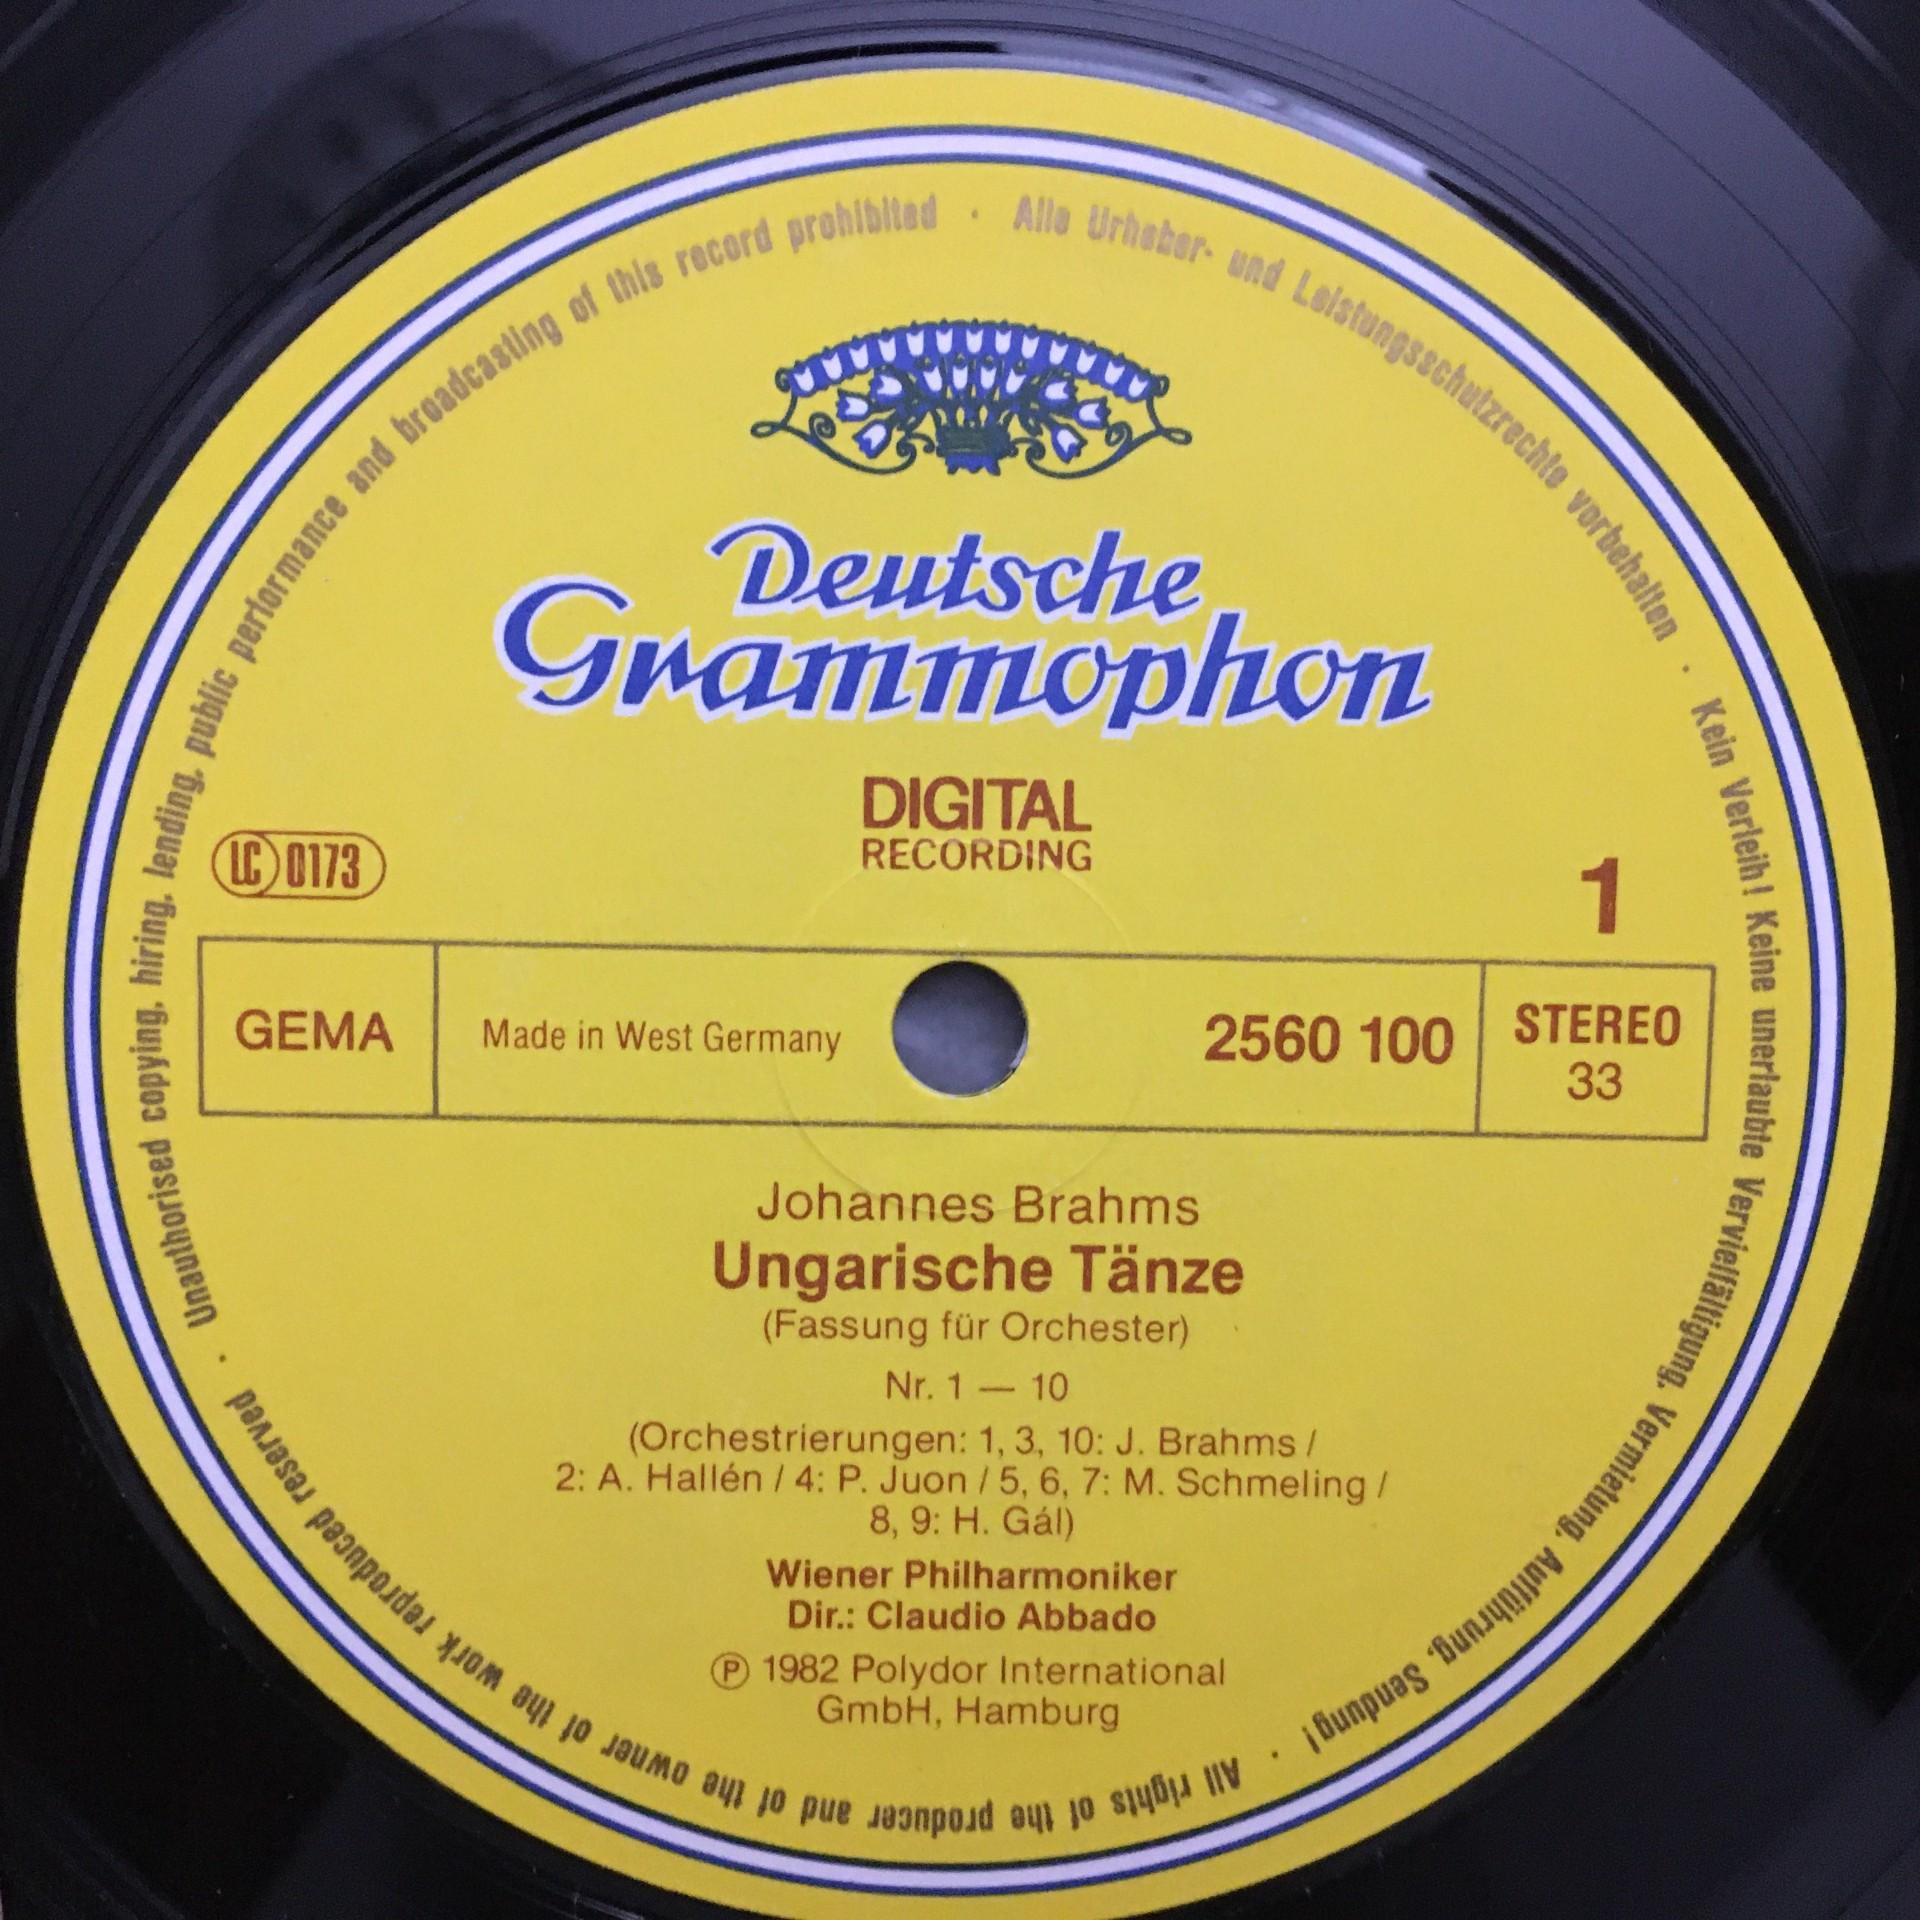 Deutsche
Grammophon
DIGITAL
RECORDING
LC 0173
1
GEMA
Made in West Germany
2560 100
STEREO
33
Johannes Brahms
Ungarische Tänze
(Fassung für Orchester)
Nr. 1 — 10
(Orchestrierungen: 1, 3, 10: J. Brahms /
2: A. Hallén / 4: P. Juon / 5, 6, 7: M. Schmeling /
8, 9: H. Gál)
Wiener Philharmoniker
Dir.: Claudio Abbado
Ⓟ 1982 Polydor International
GmbH, Hamburg
Alle Urheber- und Leistungsschutzrechte vorbehalten · Kein Verleih! Keine unerlaubte Vervielfältigung, Vermietung, Aufführung, Sendung! · All rights of the producer and of the owner of the work reproduced reserved · Unauthorised copying, hiring, lending, public performance and broadcasting of this record prohibited ·